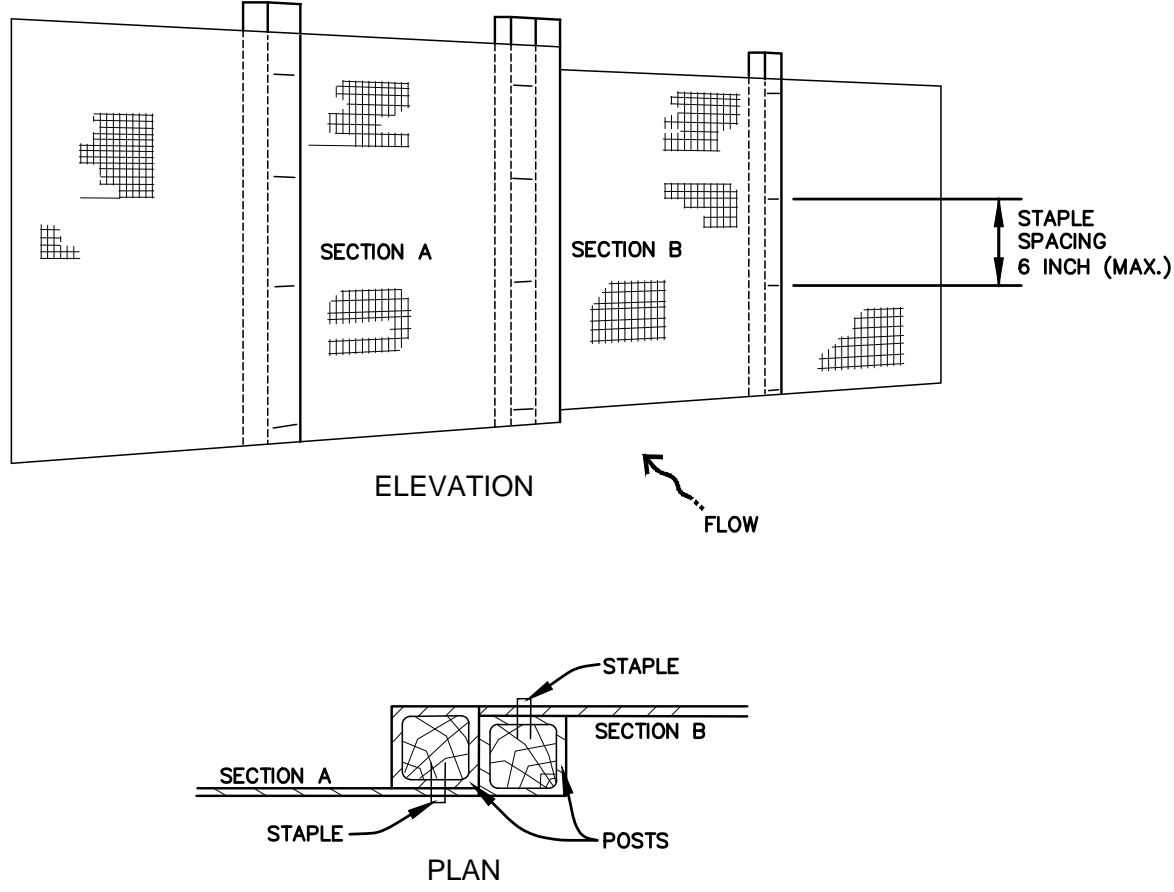 SECTION A
SECTION B
STAPLE
SPACING
6 INCH (MAX.)
ELEVATION
FLOW
STAPLE
SECTION B
SECTION A
STAPLE
POSTS
PLAN